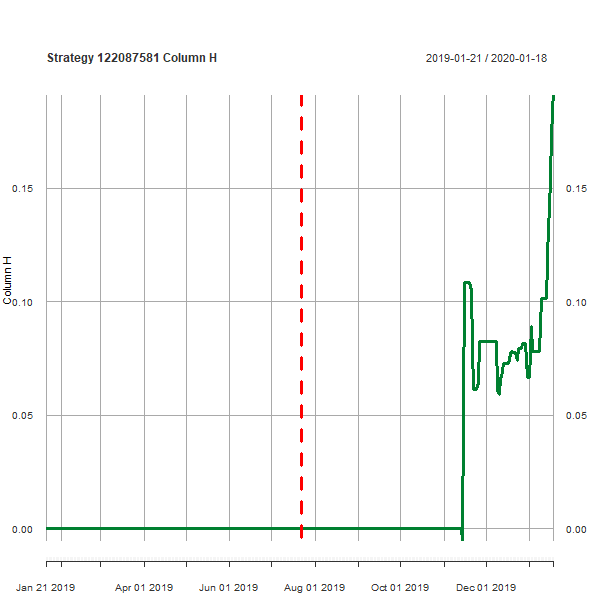 Strategy 122087581 Column H
2019-01-21 / 2020-01-18
0.15
0.15
Column H
0.10
0.10
0.05
0.05
0.00
0.00
Jan 21 2019
Apr 01 2019
Jun 01 2019
Aug 01 2019
Oct 01 2019
Dec 01 2019